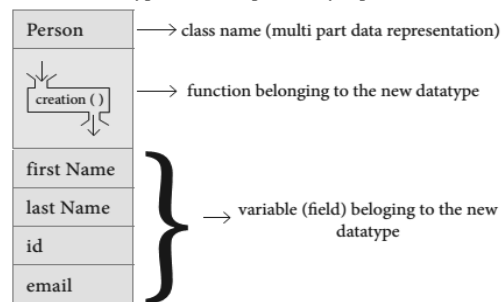 Person
class name (multi part data representation)
creation ( )
function belonging to the new datatype
first Name
last Name
id
email
variable (field) beloging to the new
datatype